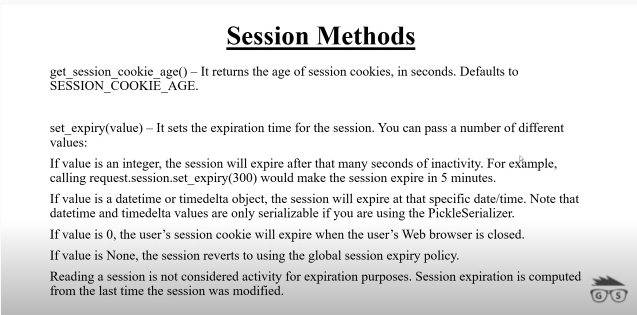 Session Methods
get_session_cookie_age() – It returns the age of session cookies, in seconds. Defaults to
SESSION_COOKIE_AGE.
set_expiry(value) – It sets the expiration time for the session. You can pass a number of different
values:
If value is an integer, the session will expire after that many seconds of inactivity. For example,
calling request.session.set_expiry(300) would make the session expire in 5 minutes.
If value is a datetime or timedelta object, the session will expire at that specific date/time. Note that
datetime and timedelta values are only serializable if you are using the PickleSerializer.
If value is 0, the user’s session cookie will expire when the user’s Web browser is closed.
If value is None, the session reverts to using the global session expiry policy.
Reading a session is not considered activity for expiration purposes. Session expiration is computed
from the last time the session was modified.
G S